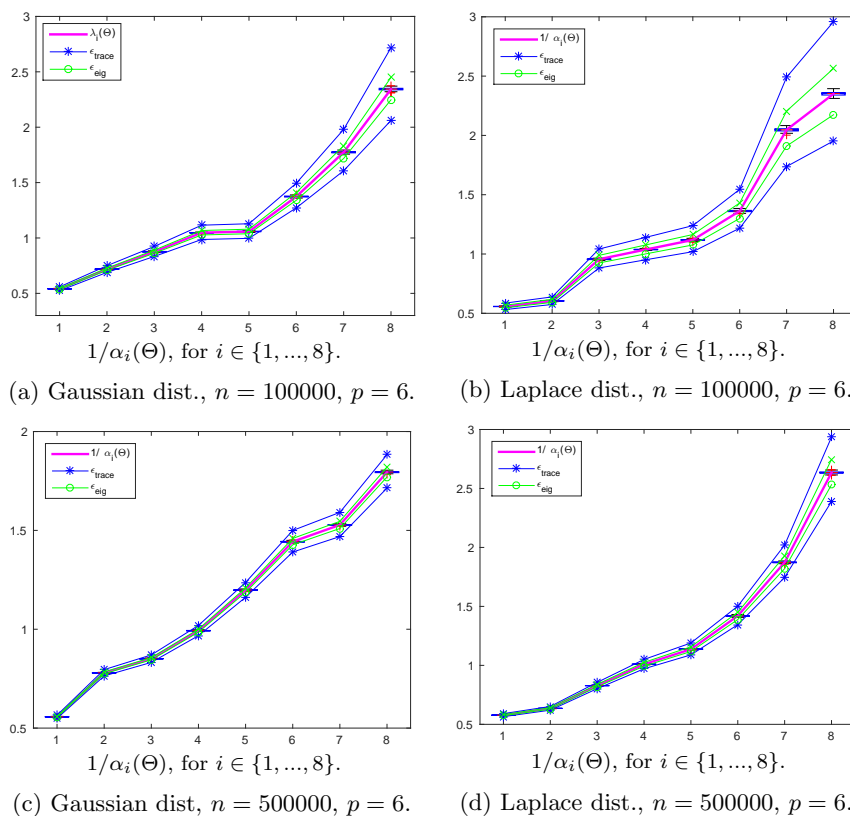 3
2.5
2
1.5
1
0.5
λi(Θ)
ϵtrace
ϵeig
1 2 3 4 5 6 7 8
1/αi(Θ), for i ∈ {1, ..., 8}.
(a) Gaussian dist., n = 100000, p = 6.
3
2.5
2
1.5
1
0.5
1/ αi(Θ)
ϵtrace
ϵeig
1 2 3 4 5 6 7 8
1/αi(Θ), for i ∈ {1, ..., 8}.
(b) Laplace dist., n = 100000, p = 6.
2
1.5
1
0.5
1/ αi(Θ)
ϵtrace
ϵeig
1 2 3 4 5 6 7 8
1/αi(Θ), for i ∈ {1, ..., 8}.
(c) Gaussian dist, n = 500000, p = 6.
3
2.5
2
1.5
1
0.5
1/ αi(Θ)
ϵtrace
ϵeig
1 2 3 4 5 6 7 8
1/αi(Θ), for i ∈ {1, ..., 8}.
(d) Laplace dist., n = 500000, p = 6.